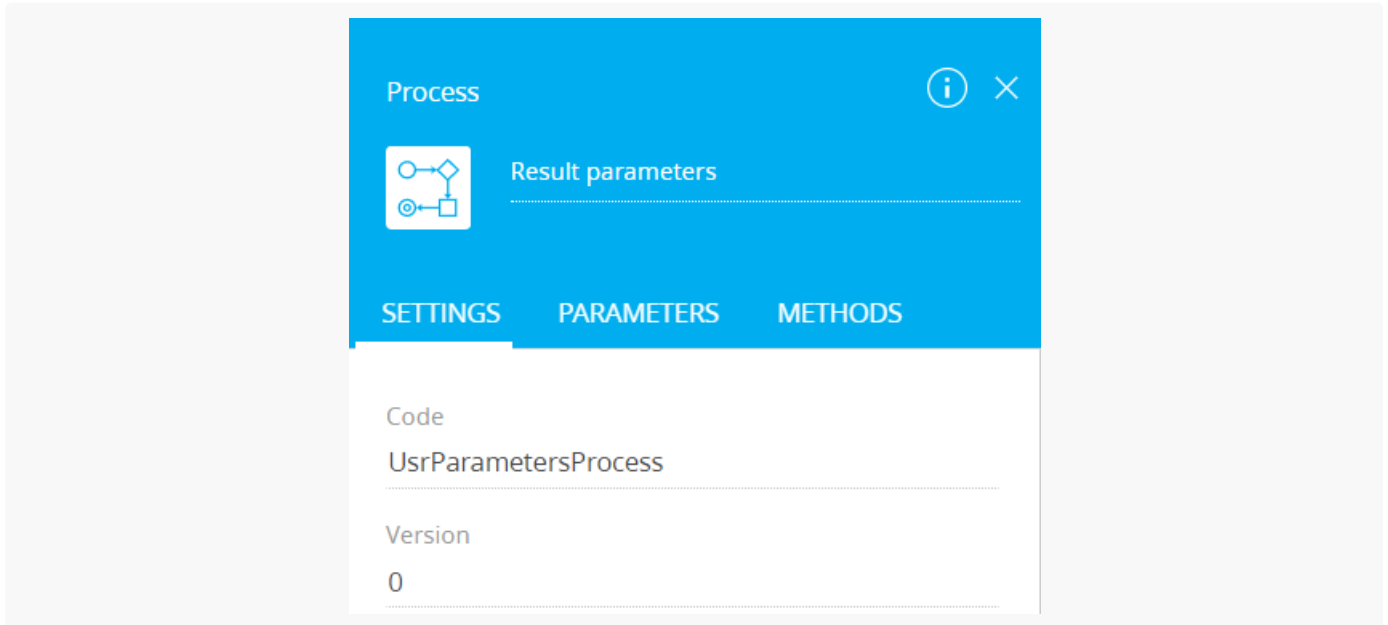 Process
Result parameters
SETTINGS PARAMETERS METHODS
Code
UsrParametersProcess
Version
0